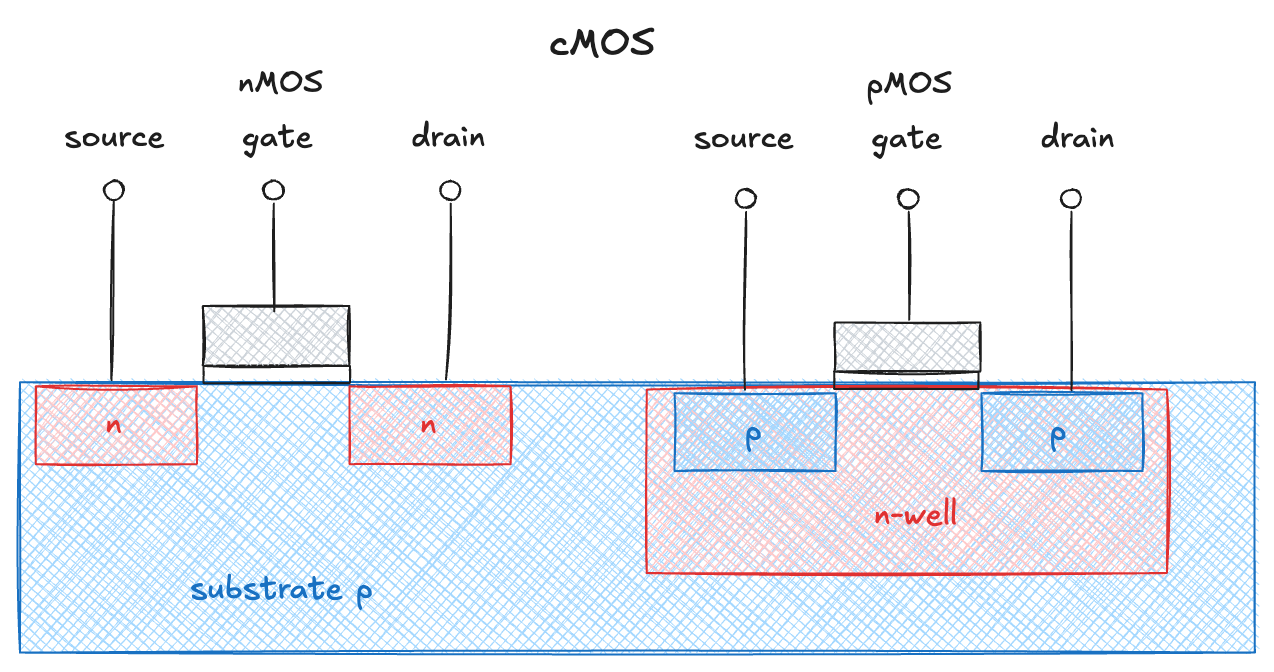 cMOS
nMOS
pMOS
source gate drain
source gate drain
n
n
p
p
n-well
substrate p